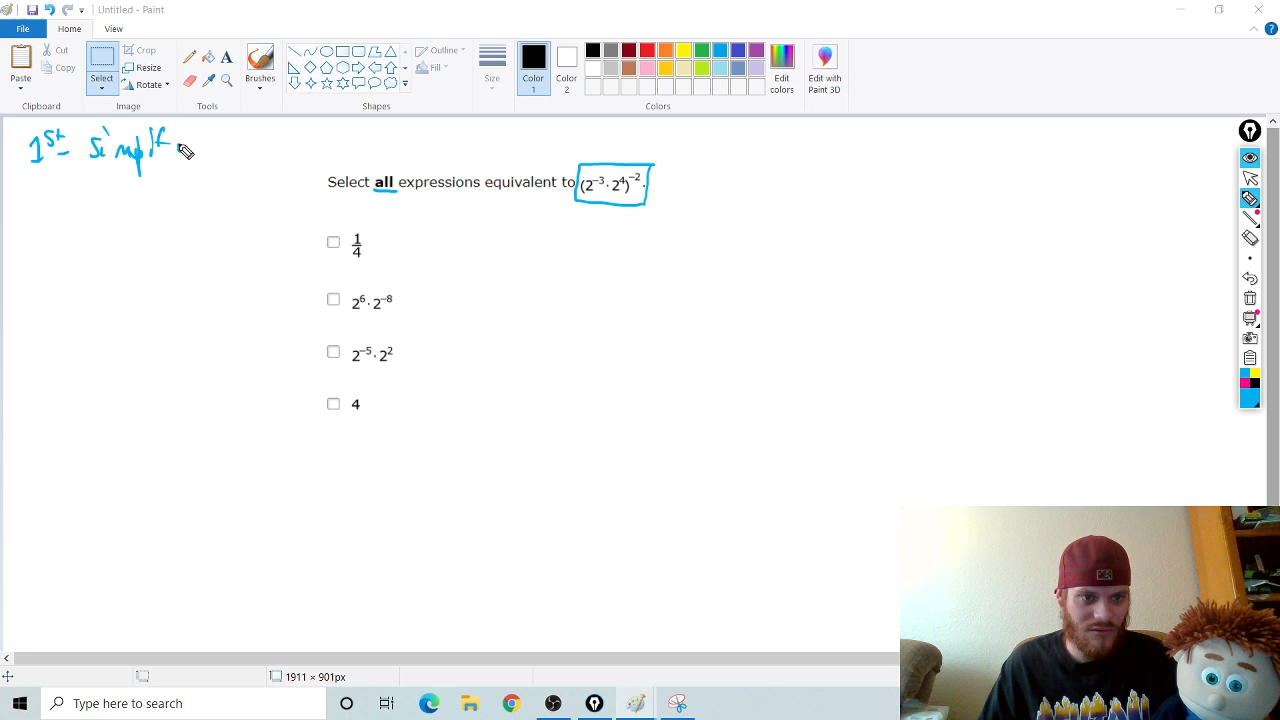 Untitled - Paint
File
Home
View
Paste
Cut
Copy
Clipboard
Select
Crop
Resize
Rotate
Image
Tools
Brushes
Outline
Fill
Shapes
Size
Color 1
Color 2
Edit colors
Colors
Edit with Paint 3D
1st simplif
Select all expressions equivalent to (2⁻³ · 2⁴)⁻².
1/4
2⁶ · 2⁻⁸
2⁻⁵ · 2²
4
1911 × 901px
Type here to search